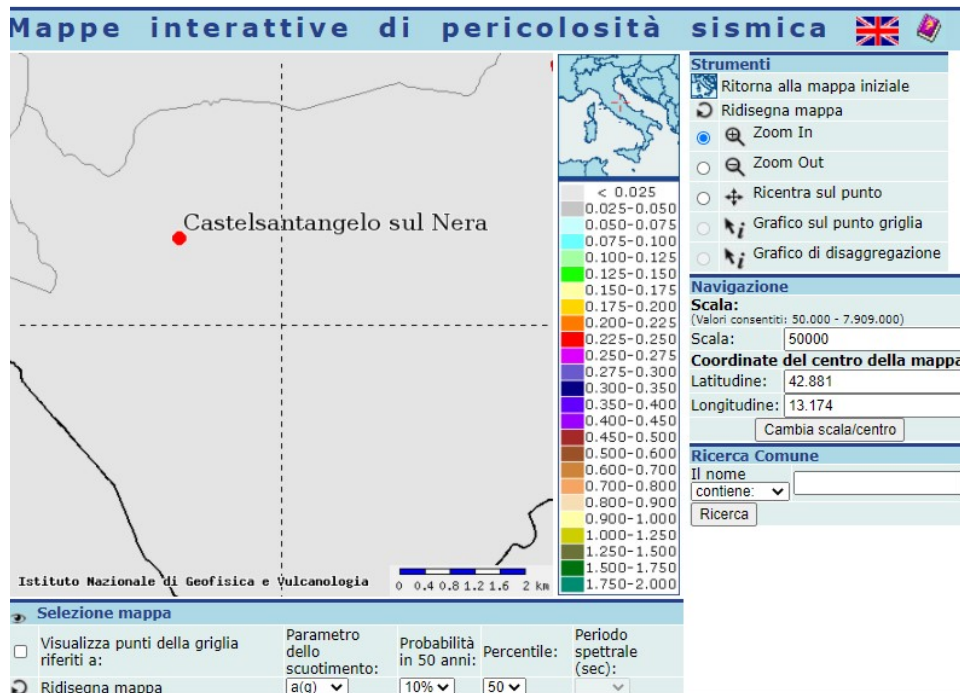 Mappe interattive di pericolosità sismica
Castelsantangelo sul Nera
Istituto Nazionale di Geofisica e Vulcanologia
0 0.4 0.8 1.2 1.6 2 km
< 0.025
0.025-0.050
0.050-0.075
0.075-0.100
0.100-0.125
0.125-0.150
0.150-0.175
0.175-0.200
0.200-0.225
0.225-0.250
0.250-0.275
0.275-0.300
0.300-0.350
0.350-0.400
0.400-0.450
0.450-0.500
0.500-0.600
0.600-0.700
0.700-0.800
0.800-0.900
0.900-1.000
1.000-1.250
1.250-1.500
1.500-1.750
1.750-2.000
Strumenti
Ritorna alla mappa iniziale
Ridisegna mappa
Zoom In
Zoom Out
Ricentra sul punto
Grafico sul punto griglia
Grafico di disaggregazione
Navigazione
Scala:
(Valori consentiti: 50.000 - 7.909.000)
Scala: 50000
Coordinate del centro della mappa
Latitudine: 42.881
Longitudine: 13.174
Cambia scala/centro
Ricerca Comune
Il nome
contiene:
Ricerca
Selezione mappa
Visualizza punti della griglia
riferiti a:
Parametro
dello
scuotimento:
Probabilità
in 50 anni:
Percentile:
Periodo
spettrale
(sec):
Ridisegna mappa
a(g)
10%
50